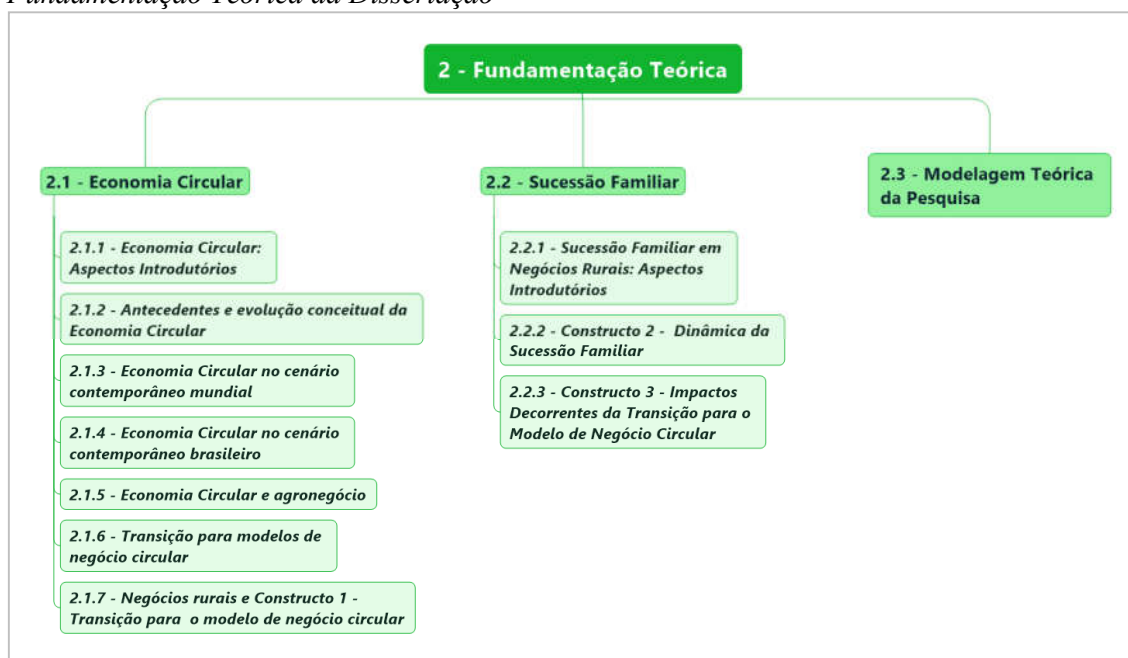 Fundamentação Teórica da Dissertação
2 - Fundamentação Teórica
2.1 - Economia Circular
2.1.1 - Economia Circular:
Aspectos Introdutórios
2.1.2 - Antecedentes e evolução conceitual da
Economia Circular
2.1.3 - Economia Circular no cenário
contemporâneo mundial
2.1.4 - Economia Circular no cenário
contemporâneo brasileiro
2.1.5 - Economia Circular e agronegócio
2.1.6 - Transição para modelos de
negócio circular
2.1.7 - Negócios rurais e Constructo 1 -
Transição para o modelo de negócio circular
2.2 - Sucessão Familiar
2.2.1 - Sucessão Familiar em
Negócios Rurais: Aspectos
Introdutórios
2.2.2 - Constructo 2 - Dinâmica da
Sucessão Familiar
2.2.3 - Constructo 3 - Impactos
Decorrentes da Transição para o
Modelo de Negócio Circular
2.3 - Modelagem Teórica
da Pesquisa